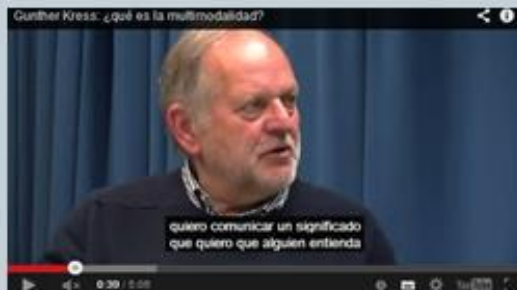 Gunther Kress: ¿qué es la multimodalidad?
quiero comunicar un significado
que quiero que alguien entienda
0:39 / 5:08
YouTube